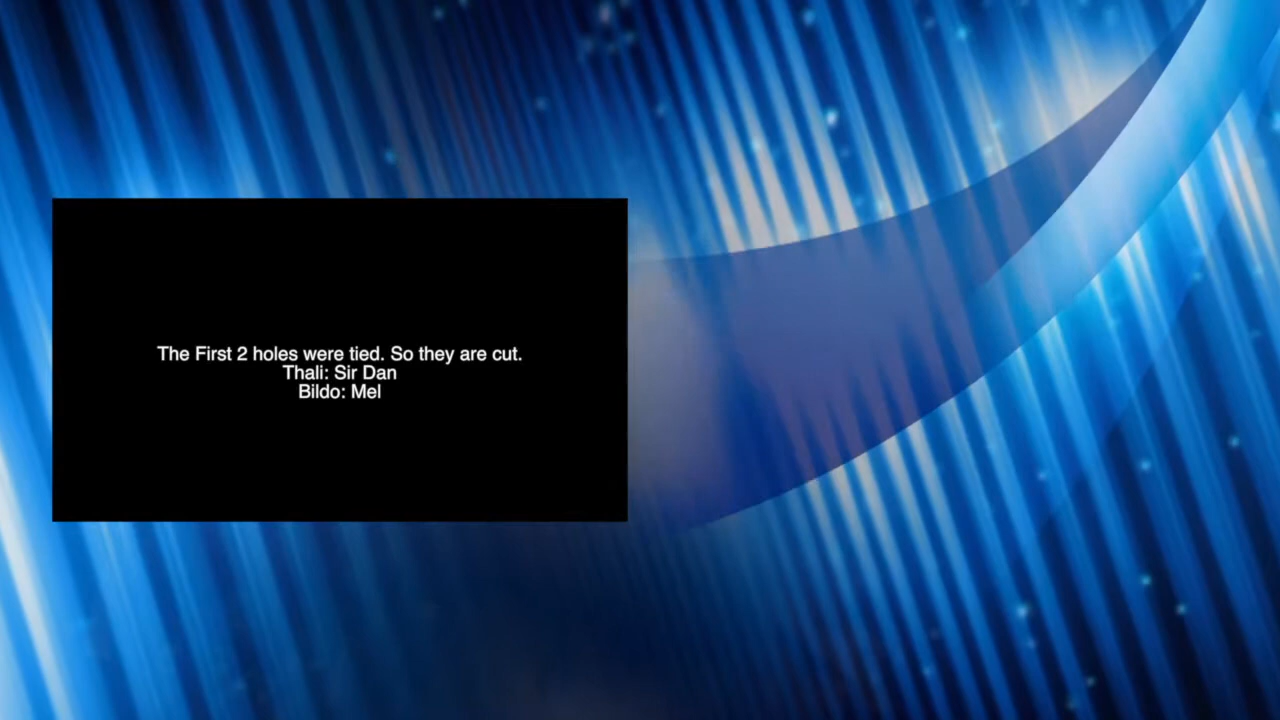 The First 2 holes were tied. So they are cut.
Thali: Sir Dan
Bildo: Mel